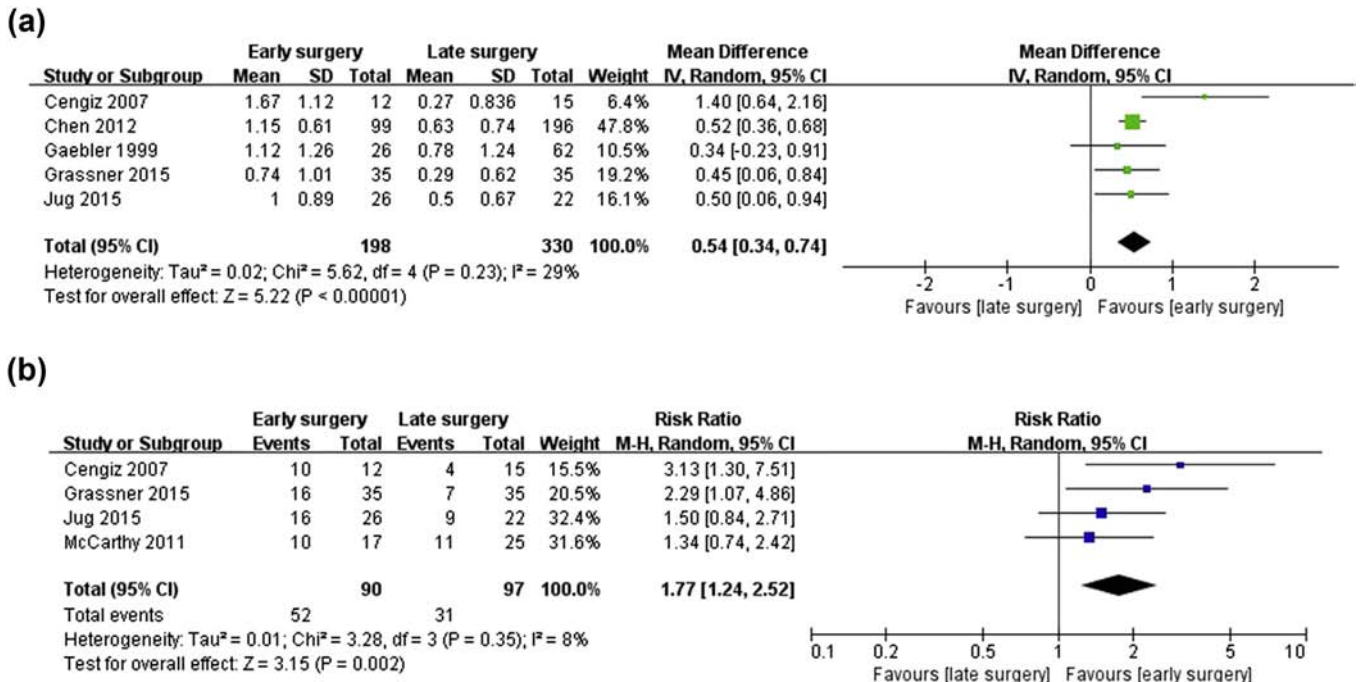 (a)
Early surgery Late surgery Mean Difference Mean Difference
Study or Subgroup Mean SD Total Mean SD Total Weight IV, Random, 95% CI IV, Random, 95% CI
Cengiz 2007 1.67 1.12 12 0.27 0.836 15 6.4% 1.40 [0.64, 2.16]
Chen 2012 1.15 0.61 99 0.63 0.74 196 47.8% 0.52 [0.36, 0.68]
Gaebler 1999 1.12 1.26 26 0.78 1.24 62 10.5% 0.34 [-0.23, 0.91]
Grassner 2015 0.74 1.01 35 0.29 0.62 35 19.2% 0.45 [0.06, 0.84]
Jug 2015 1 0.89 26 0.5 0.67 22 16.1% 0.50 [0.06, 0.94]
Total (95% CI) 198 330 100.0% 0.54 [0.34, 0.74]
Heterogeneity: Tau² = 0.02; Chi² = 5.62, df = 4 (P = 0.23); I² = 29%
Test for overall effect: Z = 5.22 (P < 0.00001)
-2 -1 0 1 2
Favours [late surgery] Favours [early surgery]
(b)
Early surgery Late surgery Risk Ratio Risk Ratio
Study or Subgroup Events Total Events Total Weight M-H, Random, 95% CI M-H, Random, 95% CI
Cengiz 2007 10 12 4 15 15.5% 3.13 [1.30, 7.51]
Grassner 2015 16 35 7 35 20.5% 2.29 [1.07, 4.86]
Jug 2015 16 26 9 22 32.4% 1.50 [0.84, 2.71]
McCarthy 2011 10 17 11 25 31.6% 1.34 [0.74, 2.42]
Total (95% CI) 90 97 100.0% 1.77 [1.24, 2.52]
Total events 52 31
Heterogeneity: Tau² = 0.01; Chi² = 3.28, df = 3 (P = 0.35); I² = 8%
Test for overall effect: Z = 3.15 (P = 0.002)
0.1 0.2 0.5 1 2 5 10
Favours [late surgery] Favours [early surgery]